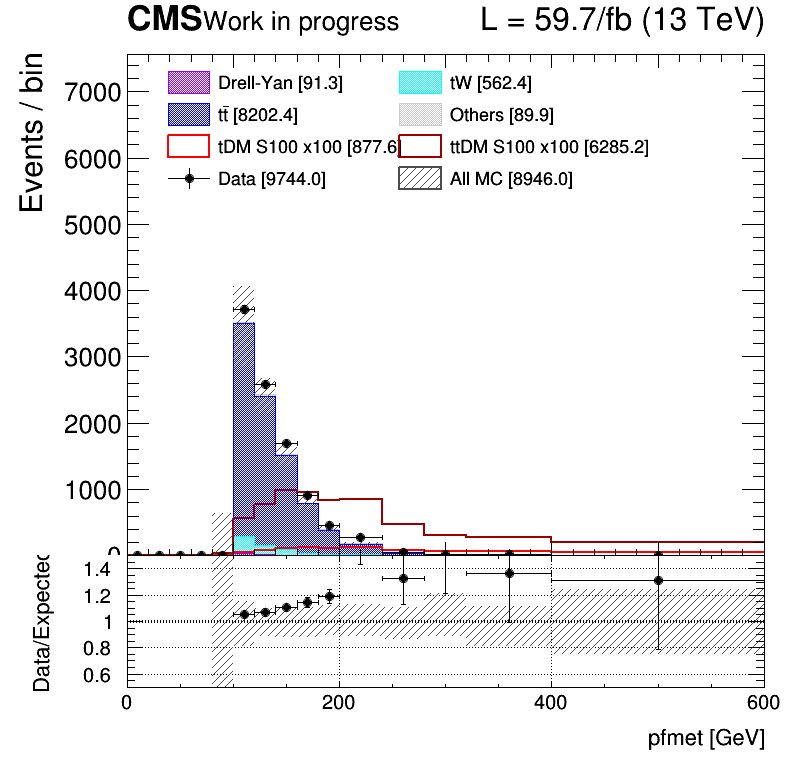 CMS Work in progress L = 59.7/fb (13 TeV)
Events / bin
7000
6000
5000
4000
3000
2000
1000
0
Drell-Yan [91.3] tW [562.4]
tt̄ [8202.4] Others [89.9]
tDM S100 x100 [877.6] ttDM S100 x100 [6285.2]
Data [9744.0] All MC [8946.0]
Data/Expected
1.4
1.2
1
0.8
0.6
0 200 400 600
pfmet [GeV]